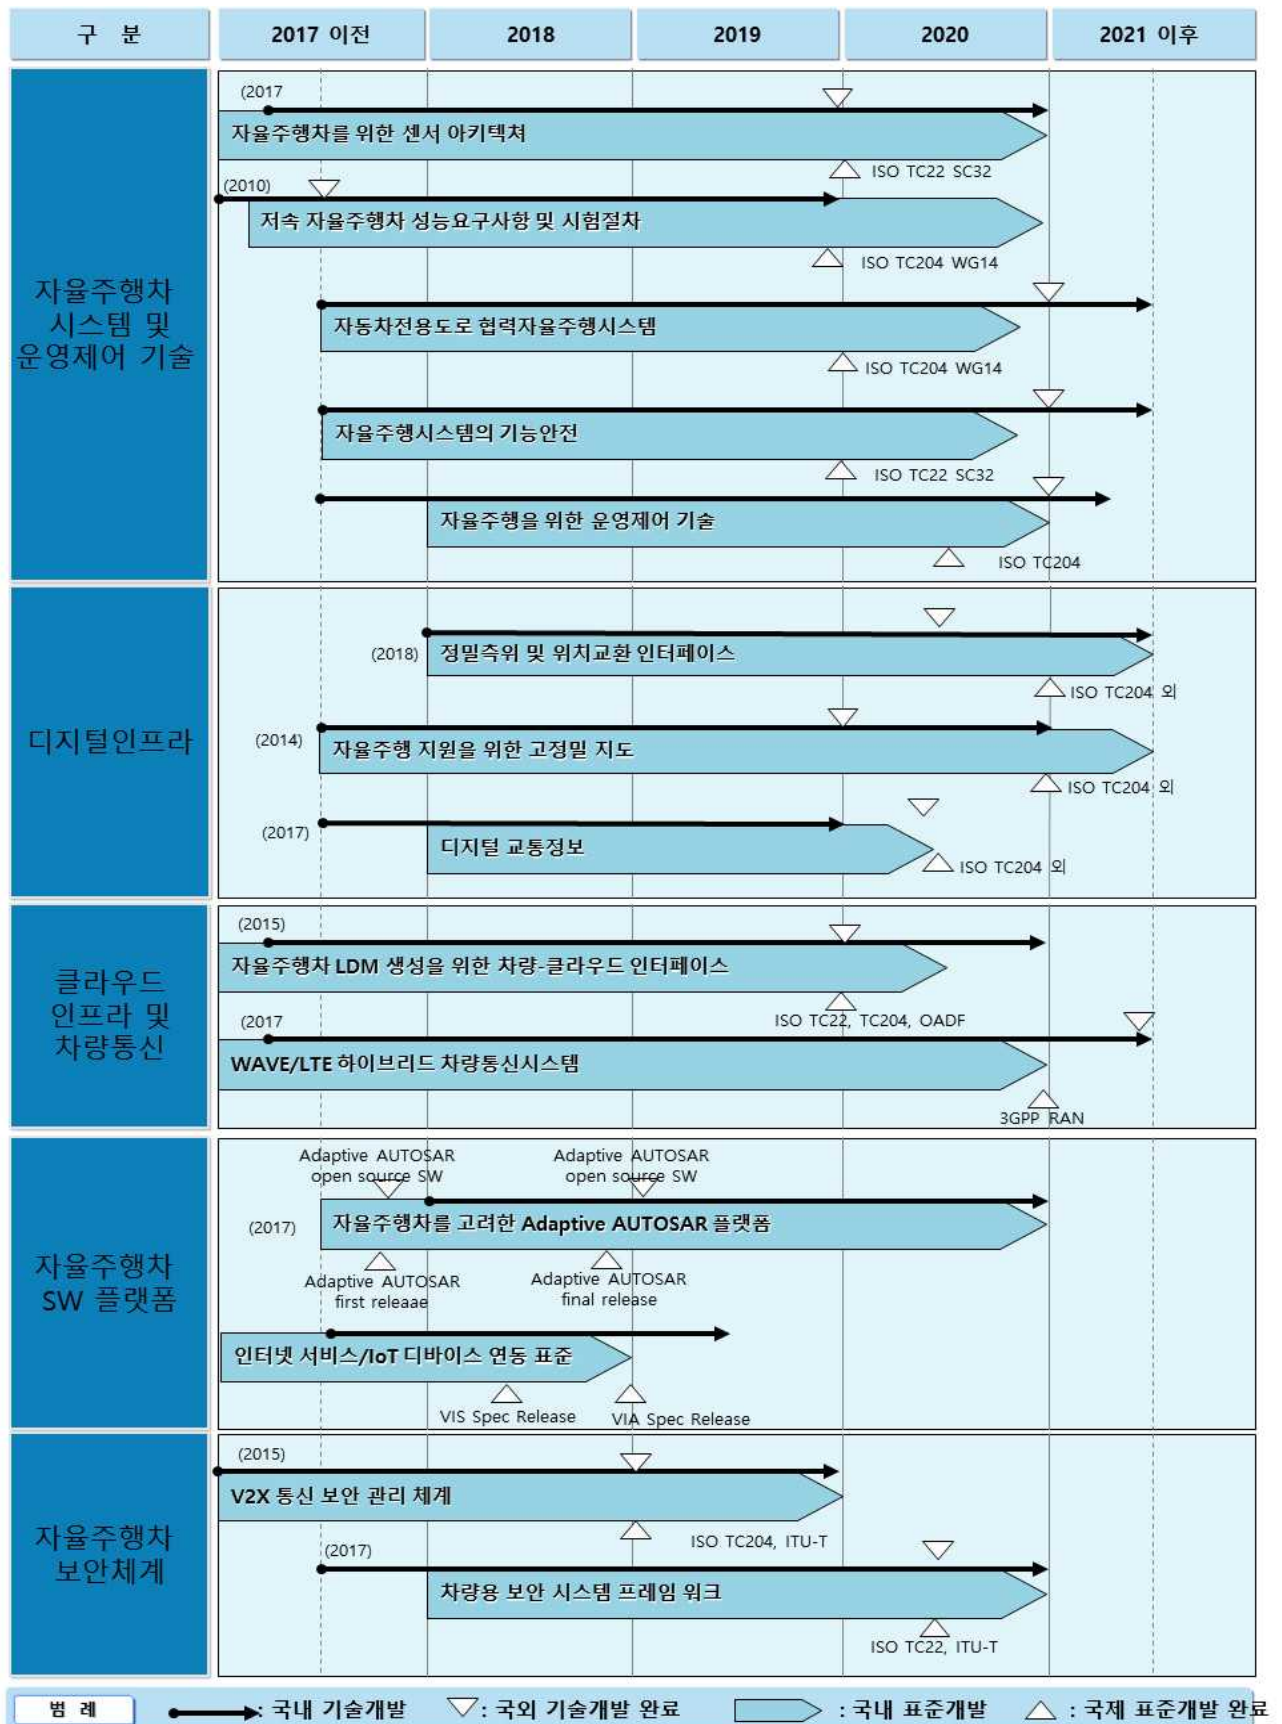 구 분
2017 이전
2018
2019
2020
2021 이후
자율주행차
시스템 및
운영제어 기술
(2017
자율주행차를 위한 센서 아키텍쳐
ISO TC22 SC32
(2010)
저속 자율주행차 성능요구사항 및 시험절차
ISO TC204 WG14
자동차전용도로 협력자율주행시스템
ISO TC204 WG14
자율주행시스템의 기능안전
ISO TC22 SC32
자율주행을 위한 운영제어 기술
ISO TC204
디지털인프라
(2018)
정밀측위 및 위치교환 인터페이스
ISO TC204 외
(2014)
자율주행 지원을 위한 고정밀 지도
ISO TC204 외
(2017)
디지털 교통정보
ISO TC204 외
클라우드
인프라 및
차량통신
(2015)
자율주행차 LDM 생성을 위한 차량-클라우드 인터페이스
ISO TC22, TC204, OADF
(2017
WAVE/LTE 하이브리드 차량통신시스템
3GPP RAN
자율주행차
SW 플랫폼
Adaptive AUTOSAR
open source SW
Adaptive AUTOSAR
open source SW
(2017)
자율주행차를 고려한 Adaptive AUTOSAR 플랫폼
Adaptive AUTOSAR
first releaae
Adaptive AUTOSAR
final release
인터넷 서비스/IoT 디바이스 연동 표준
VIS Spec Release
VIA Spec Release
자율주행차
보안체계
(2015)
V2X 통신 보안 관리 체계
ISO TC204, ITU-T
(2017)
차량용 보안 시스템 프레임 워크
ISO TC22, ITU-T
범 례
: 국내 기술개발
: 국외 기술개발 완료
: 국내 표준개발
: 국제 표준개발 완료